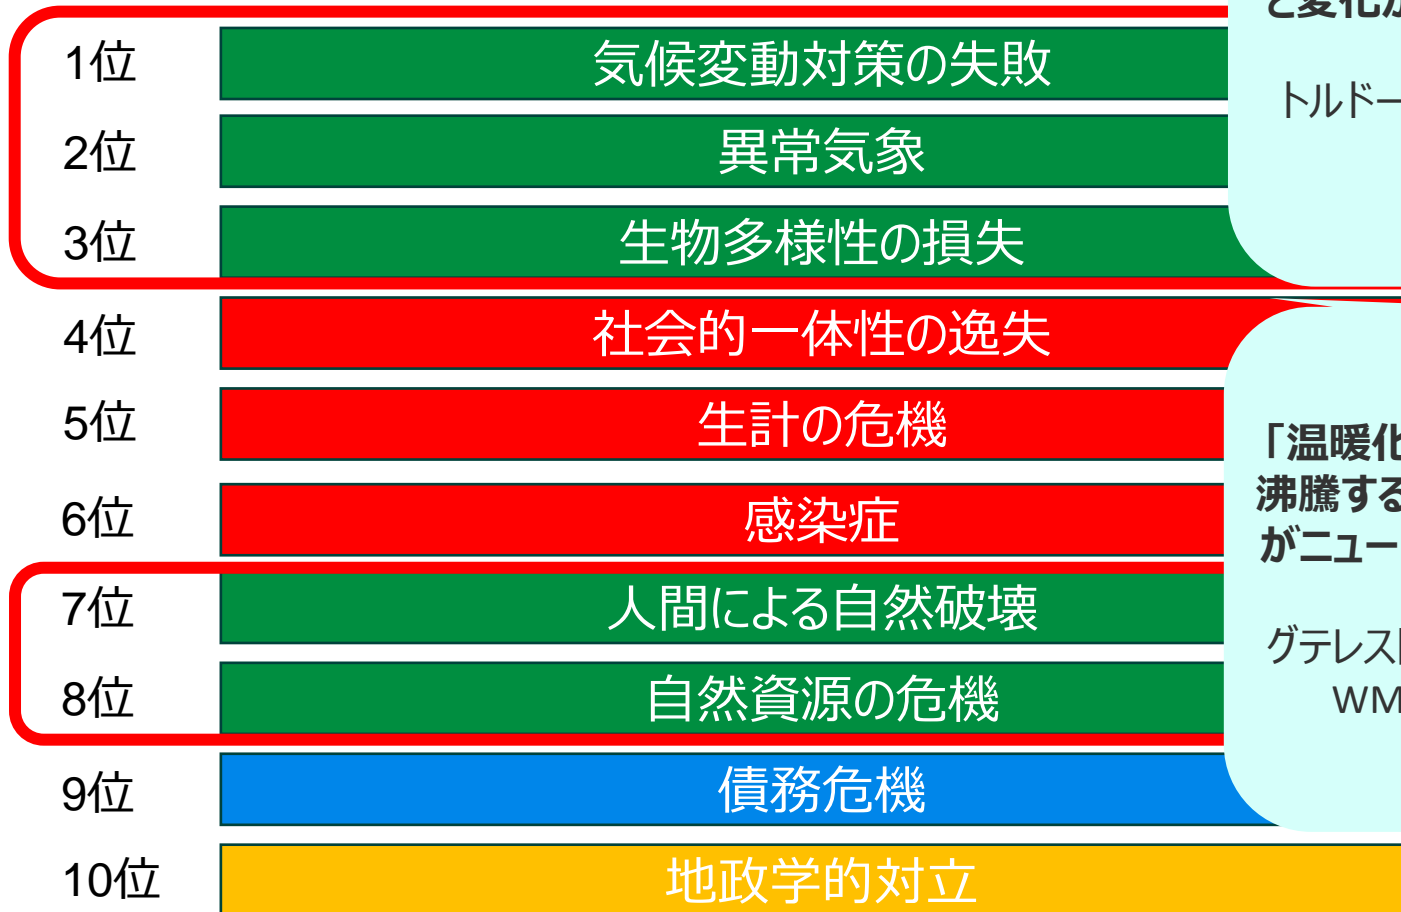 と変化が
1位 気候変動対策の失敗
トルドー
2位 異常気象
3位 生物多様性の損失
4位 社会的一体性の逸失
5位 生計の危機
「温暖化
沸騰する
6位 感染症
がニュー
7位 人間による自然破壊
グテレス
8位 自然資源の危機
WM
9位 債務危機
10位 地政学的対立